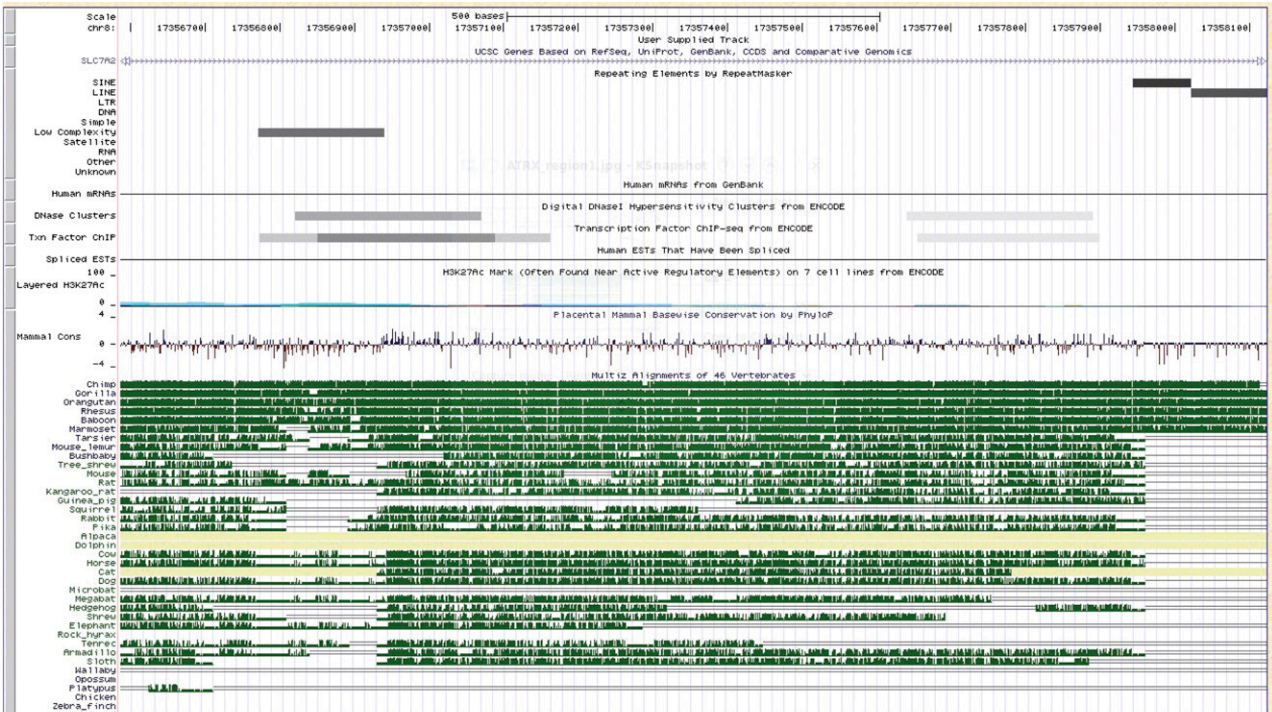 Scale 500 bases
chr8: 17356700 17356800 17356900 17357000 17357100 17357200 17357300 17357400 17357500 17357600 17357700 17357800 17357900 17358000 17358100
User Supplied Track
UCSC Genes Based on RefSeq, UniProt, GenBank, CCDS and Comparative Genomics
SLC7A2
Repeating Elements by RepeatMasker
SINE
LINE
LTR
DNA
Simple
Low Complexity
Satellite
RNA
Other
ATRX_region1.jpg - KSnapshot
Unknown
Human mRNAs from GenBank
Human mRNAs
Digital DNaseI Hypersensitivity Clusters from ENCODE
DNase Clusters
Transcription Factor ChIP-seq from ENCODE
Txn Factor ChIP
Human ESTs That Have Been Spliced
Spliced ESTs
H3K27Ac Mark (Often Found Near Active Regulatory Elements) on 7 cell lines from ENCODE
100 _
Layered H3K27Ac
0 _
Placental Mammal Basewise Conservation by PhyloP
4 _
Mammal Cons
0 -
-4 _
Multiz Alignments of 46 Vertebrates
Chimp
Gorilla
Orangutan
Rhesus
Baboon
Marmoset
Tarsier
Mouse_lemur
Bushbaby
Tree_shrew
Mouse
Rat
Kangaroo_rat
Guinea_pig
Squirrel
Rabbit
Pika
Alpaca
Dolphin
Cow
Horse
Cat
Dog
Microbat
Megabat
Hedgehog
Shrew
Elephant
Rock_hyrax
Tenrec
Armadillo
Sloth
Wallaby
Opossum
Platypus
Chicken
Zebra_finch